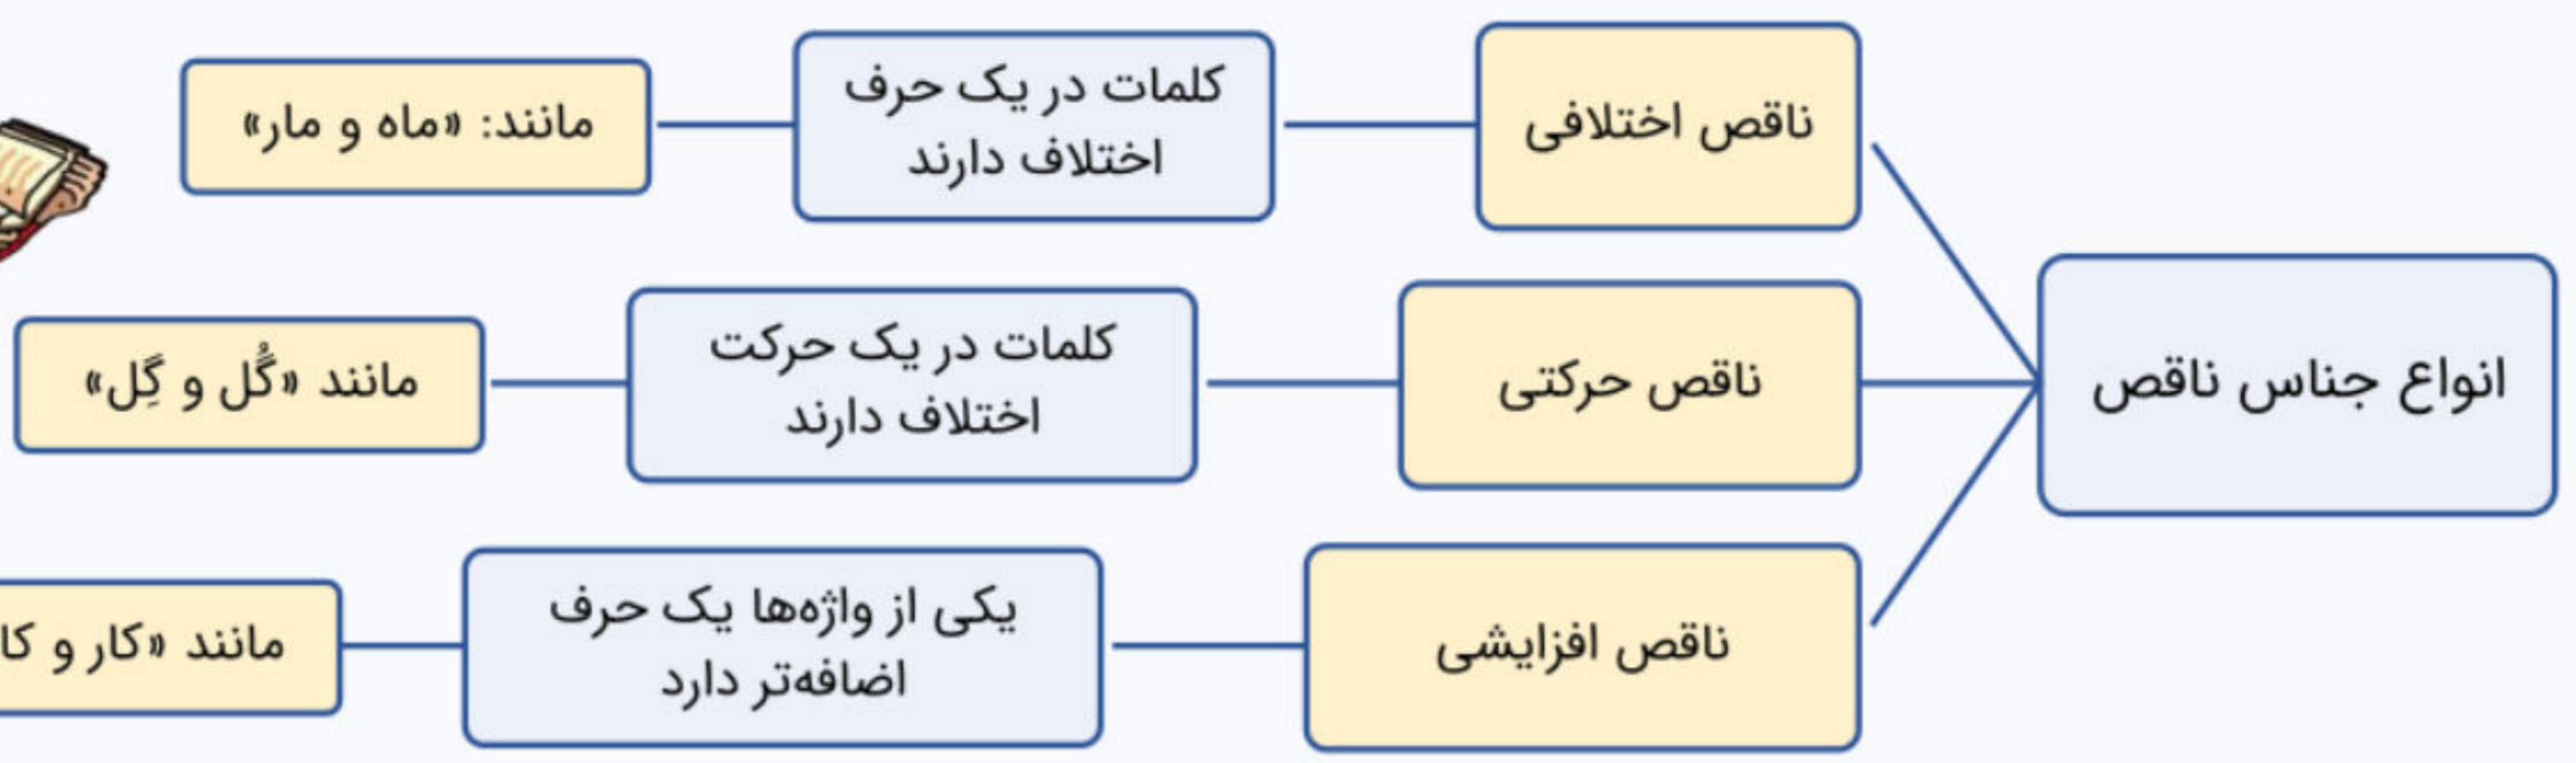 انواع جناس ناقص
ناقص اختلافی
کلمات در یک حرف
اختلاف دارند
مانند: «ماه و مار»
ناقص حرکتی
کلمات در یک حرکت
اختلاف دارند
مانند «گُل و گِل»
ناقص افزایشی
یکی از واژه‌ها یک حرف
اضافه‌تر دارد
مانند «کار و